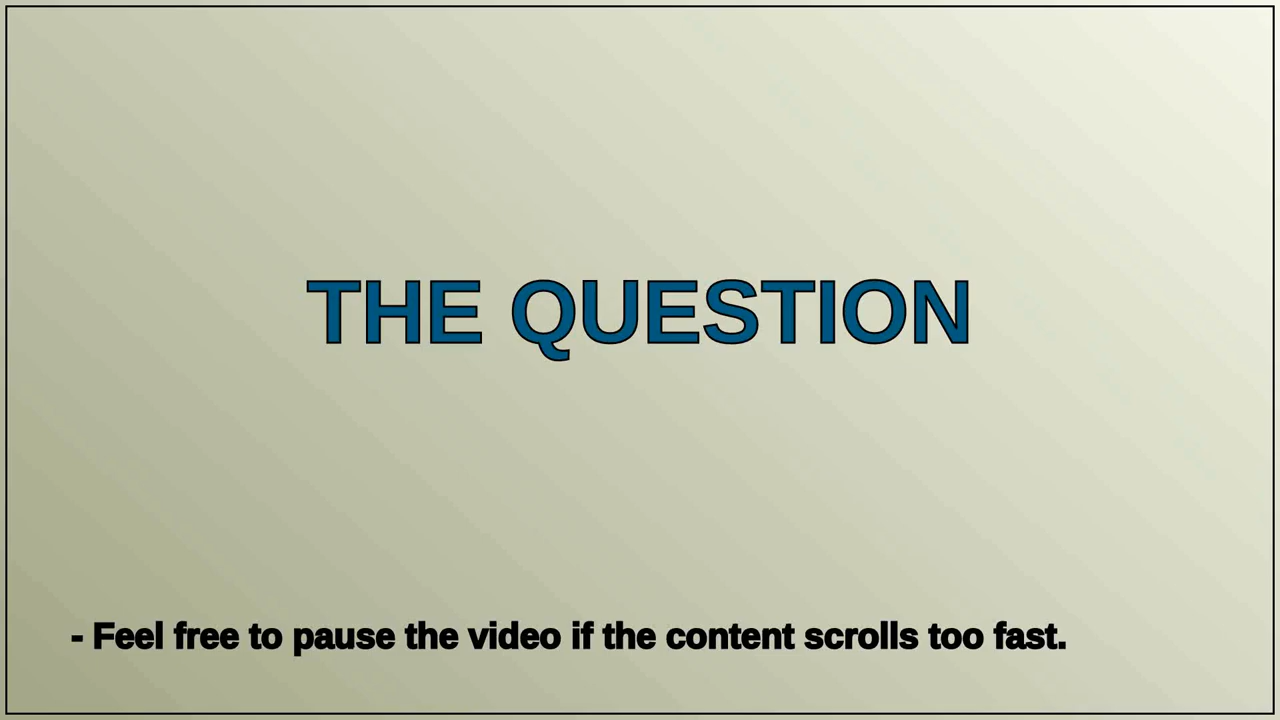 THE QUESTION
- Feel free to pause the video if the content scrolls too fast.